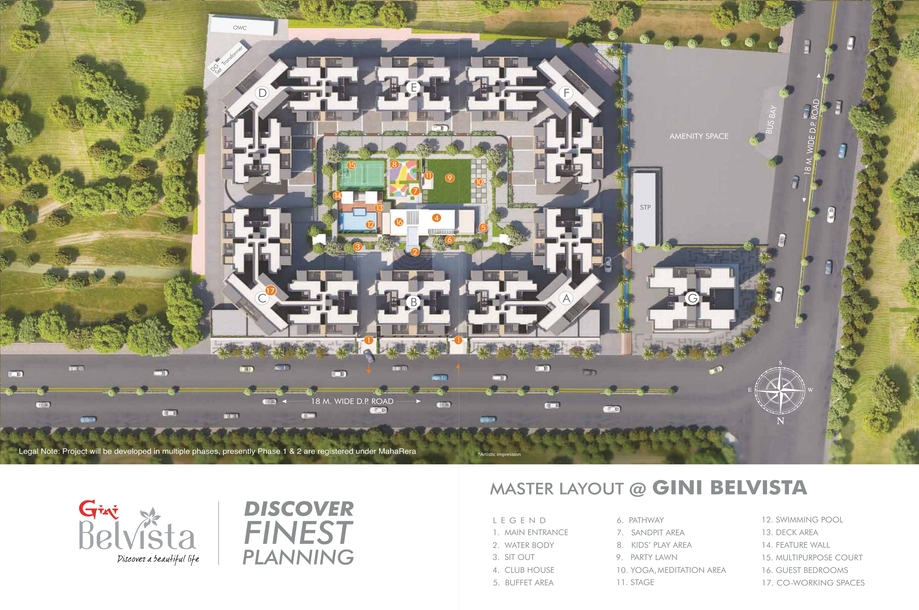 OWC
DG Set
Transformer
D
E
F
AMENITY SPACE
BUS BAY
18 M. WIDE D.P. ROAD
15
8
11
9
10
7
14
13
12
16
4
5
6
3
2
STP
C
17
B
A
G
1
1
18 M. WIDE D.P. ROAD
S
E
W
N
Legal Note: Project will be developed in multiple phases, presently Phase 1 & 2 are registered under MahaRera
*Artistic impression
Gini
Belvista
Discover a beautiful life
DISCOVER
FINEST
PLANNING
MASTER LAYOUT @ GINI BELVISTA
LEGEND
1. MAIN ENTRANCE
2. WATER BODY
3. SIT OUT
4. CLUB HOUSE
5. BUFFET AREA
6. PATHWAY
7. SANDPIT AREA
8. KIDS' PLAY AREA
9. PARTY LAWN
10. YOGA, MEDITATION AREA
11. STAGE
12. SWIMMING POOL
13. DECK AREA
14. FEATURE WALL
15. MULTIPURPOSE COURT
16. GUEST BEDROOMS
17. CO-WORKING SPACES